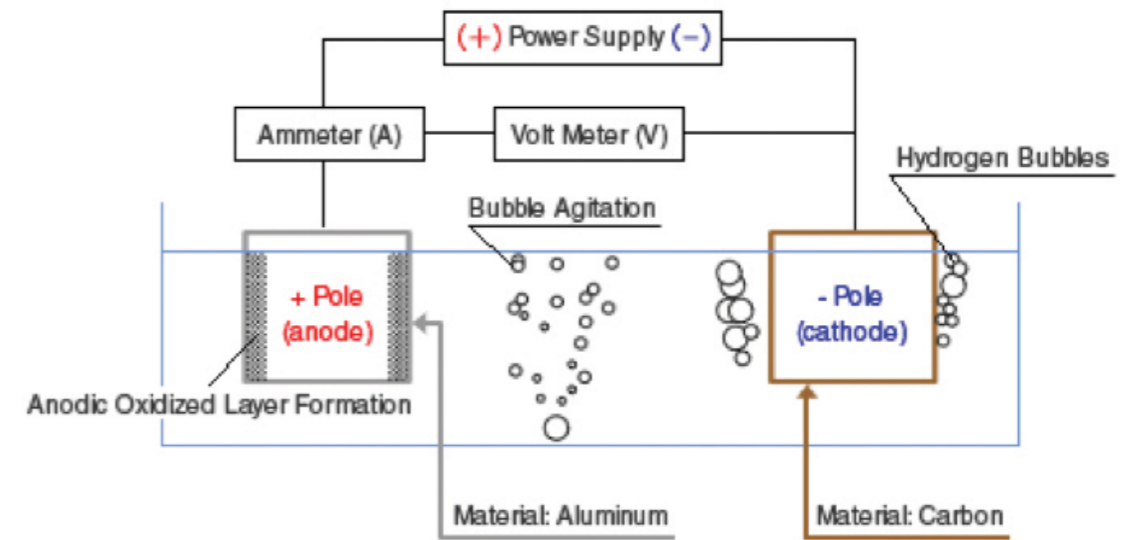 (+) Power Supply (-)
Ammeter (A)
Volt Meter (V)
Hydrogen Bubbles
Bubble Agitation
+ Pole
(anode)
- Pole
(cathode)
Anodic Oxidized Layer Formation
Material: Aluminum
Material: Carbon